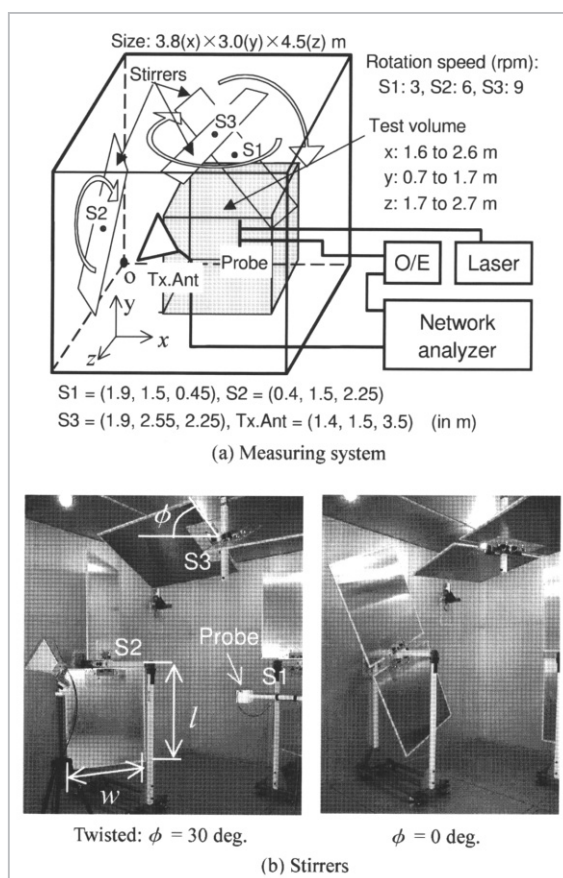 Size: 3.8(x)×3.0(y)×4.5(z) m
Stirrers
Rotation speed (rpm):
S1: 3, S2: 6, S3: 9
S3
S1
Test volume
x: 1.6 to 2.6 m
y: 0.7 to 1.7 m
z: 1.7 to 2.7 m
S2
O
Tx.Ant
Probe
O/E
Laser
y
x
z
Network
analyzer
S1 = (1.9, 1.5, 0.45), S2 = (0.4, 1.5, 2.25)
S3 = (1.9, 2.55, 2.25), Tx.Ant = (1.4, 1.5, 3.5) (in m)
(a) Measuring system
ϕ
S3
S2
Probe
S1
l
w
Twisted: ϕ = 30 deg.
ϕ = 0 deg.
(b) Stirrers